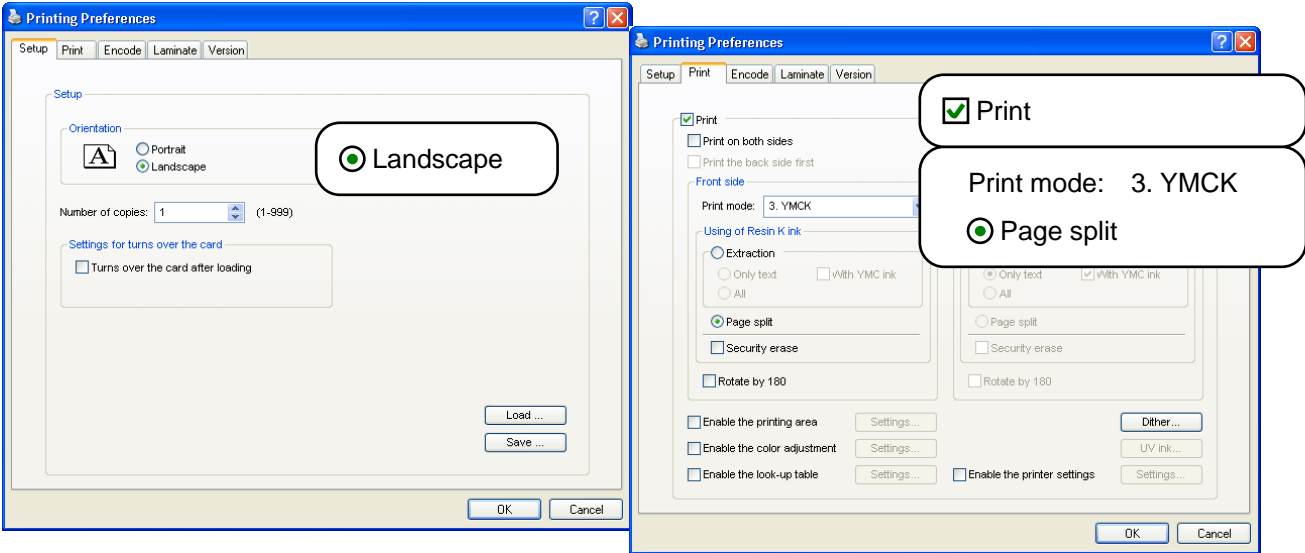 Printing Preferences
Setup Print Encode Laminate Version
Setup
Orientation
A
Portrait
Landscape
Landscape
Number of copies: 1 (1-999)
Settings for turns over the card
Turns over the card after loading
Load ...
Save ...
OK Cancel
Printing Preferences
Setup Print Encode Laminate Version
Print
Print
Print on both sides
Print the back side first
Front side
Print mode: 3. YMCK
Print mode: 3. YMCK
Page split
Using of Resin K ink
Extraction
Only text With YMC ink
Only text With YMC ink
All
All
Page split
Page split
Security erase
Security erase
Rotate by 180
Rotate by 180
Enable the printing area Settings... Dither...
Enable the color adjustment Settings... UV ink...
Enable the look-up table Settings... Enable the printer settings Settings...
OK Cancel